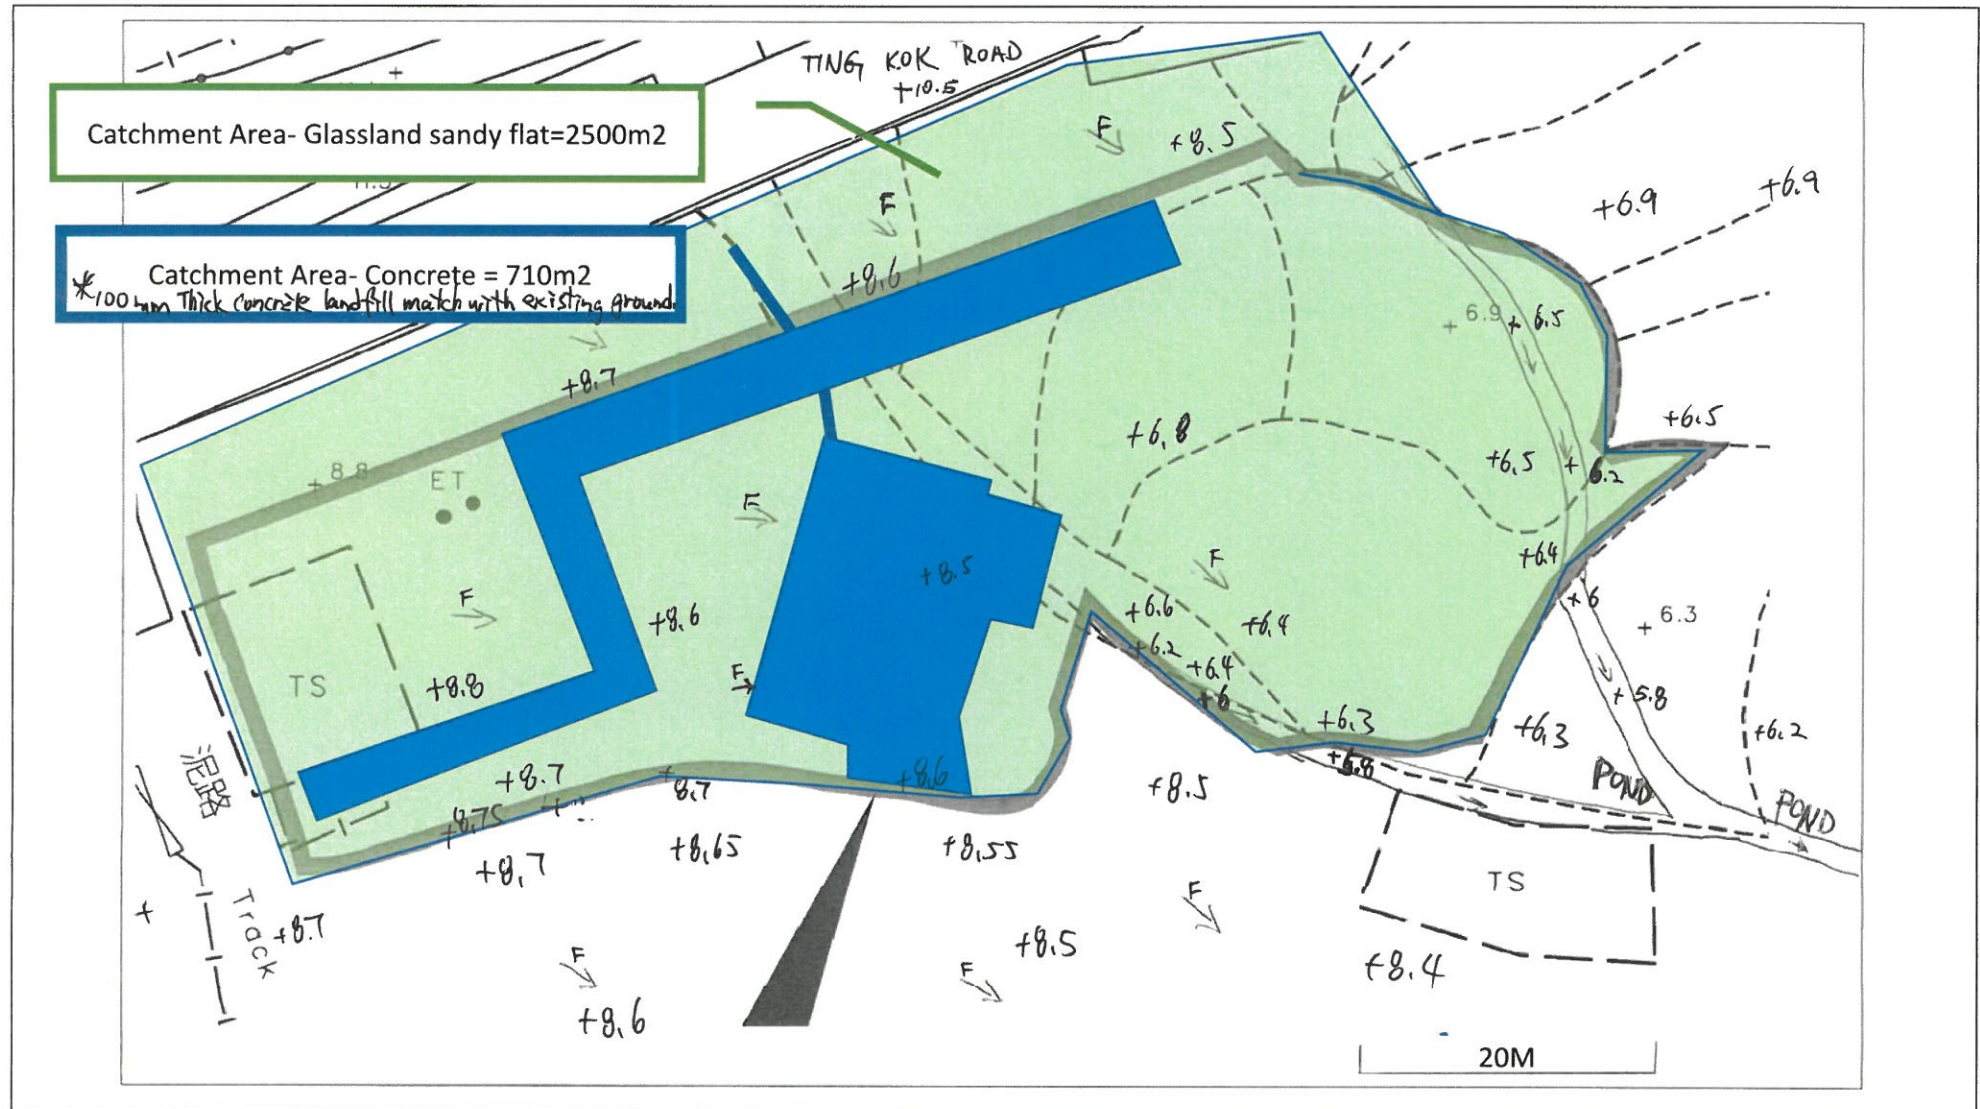 TING KOK ROAD
+10.5
Catchment Area- Glassland sandy flat=2500m2
Catchment Area- Concrete = 710m2
*100mm Thick concrete landfill match with existing ground.
F
+8.5
F
+6.9
+6.9
+8.6
+6.9
+6.5
+8.7
+6.5
+6.8
+8.8
ET
+6.5
+6.2
F
+8.5
+6.4
F
F
+8.6
+6.6
+6.4
+6
+6.3
+6.2
+6.4
+6
TS
+8.8
F
+5.8
+6.3
+6.3
+6.2
泥路
+8.7
+8.7
+8.6
+8.5
+5.8
POND
POND
+8.75
+8.7
+8.65
+8.55
TS
Track
+8.7
F
+8.5
+8.4
F
F
+8.6
20M